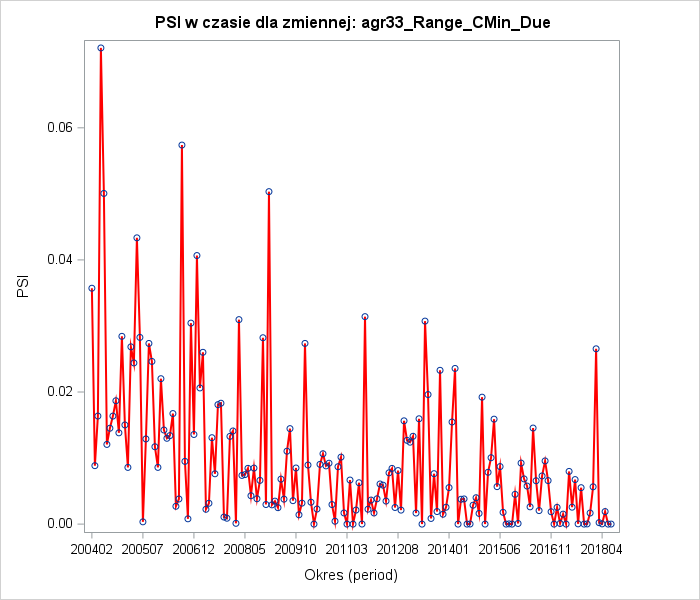 PSI w czasie dla zmiennej: agr33_Range_CMin_Due
0.06
0.04
0.02
0.00
PSI
200402 200507 200612 200805 200910 201103 201208 201401 201506 201611 201804
Okres (period)